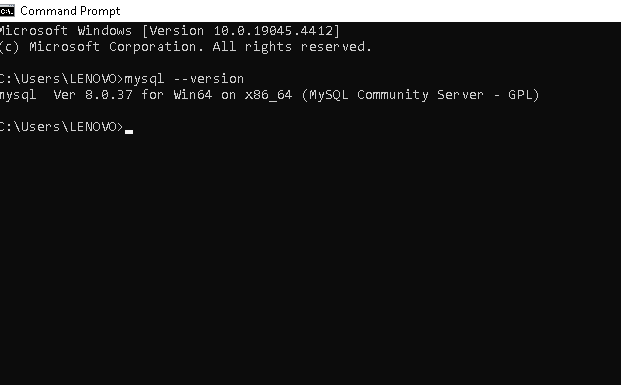 Command Prompt
Microsoft Windows [Version 10.0.19045.4412]
(c) Microsoft Corporation. All rights reserved.
C:\Users\LENOVO>mysql --version
mysql  Ver 8.0.37 for Win64 on x86_64 (MySQL Community Server - GPL)
C:\Users\LENOVO>